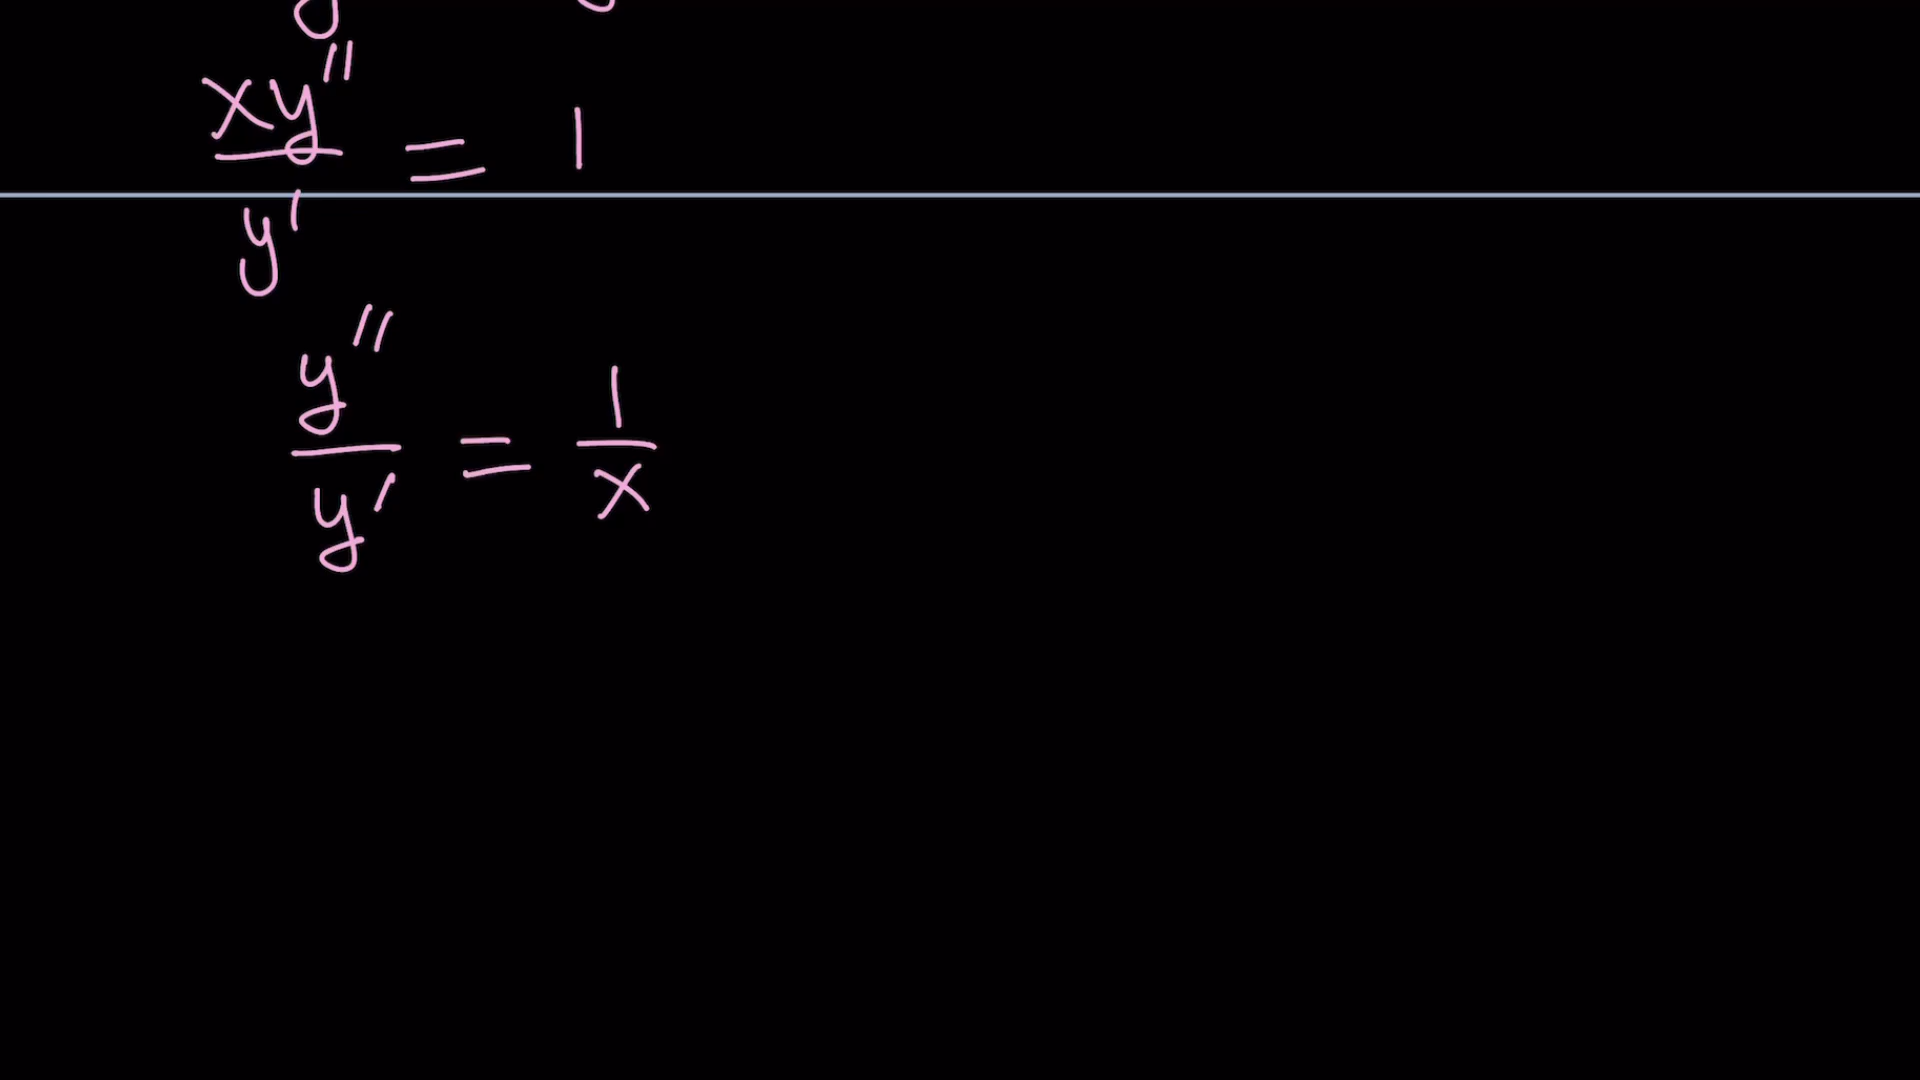 xy'' / y' = 1
y'' / y' = 1 / x